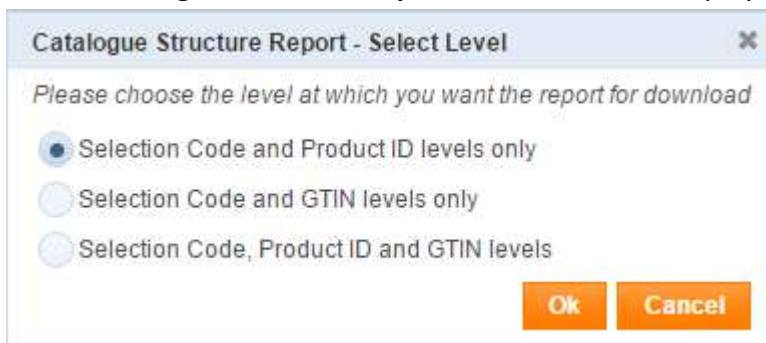 Catalogue Structure Report - Select Level
Please choose the level at which you want the report for download
Selection Code and Product ID levels only
Selection Code and GTIN levels only
Selection Code, Product ID and GTIN levels
Ok Cancel